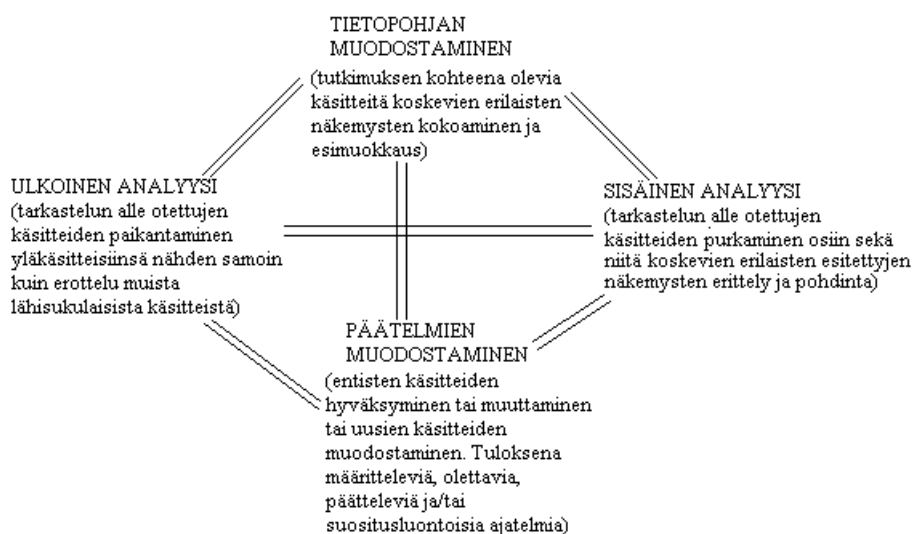 TIETOPOHJAN
MUODOSTAMINEN
(tutkimuksen kohteena olevia
käsitteitä koskevien erilaisten
näkemysten kokoaminen ja
esimuokkaus)
ULKOINEN ANALYYSI
(tarkastelun alle otettujen
käsitteiden paikantaminen
yläkäsitteisiinsä nähden samoin
kuin erottelu muista
lähisukulaisista käsitteistä)
SISÄINEN ANALYYSI
(tarkastelun alle otettujen
käsitteiden purkaminen osiin sekä
niitä koskevien erilaisten esitettyjen
näkemysten erittely ja pohdinta)
PÄÄTELMIEN
MUODOSTAMINEN
(entisten käsitteiden
hyväksyminen tai muuttaminen
tai uusien käsitteiden
muodostaminen. Tuloksena
määritteleviä, olettavia,
päätteleviä ja/tai
suositusluontoisia ajatelmia)